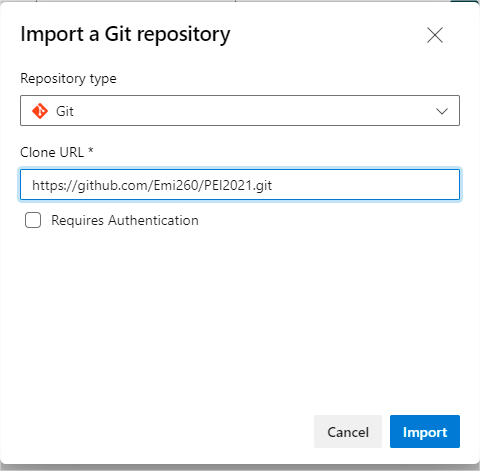 Import a Git repository
Repository type
Git
Clone URL *
https://github.com/Emi260/PEI2021.git
Requires Authentication
Cancel
Import